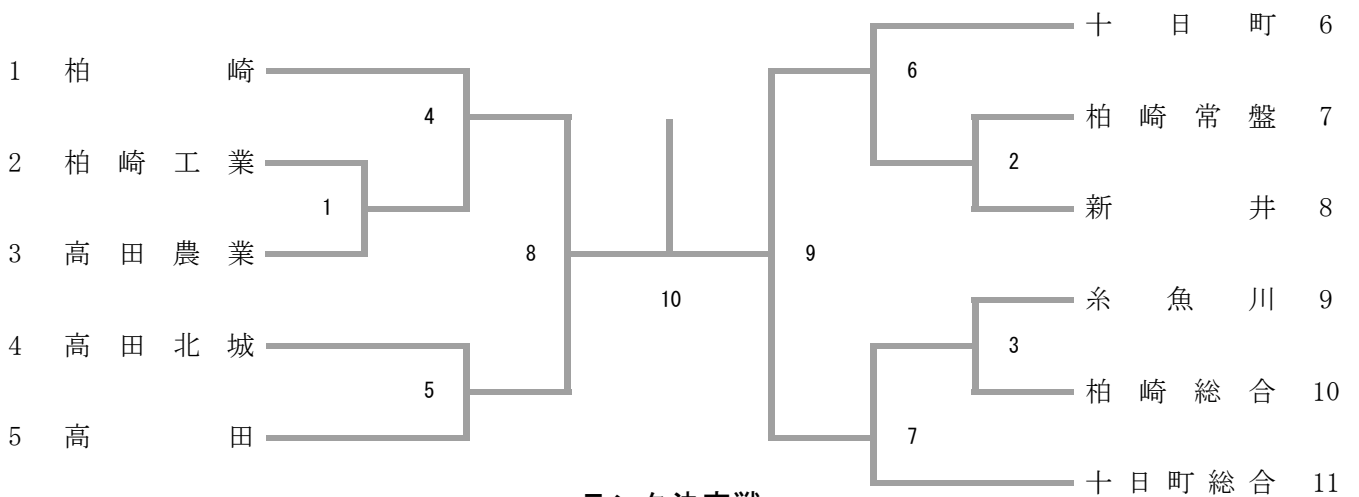 十日町 6
1 柏崎
6
4
柏崎常盤 7
2 柏崎工業
2
1
新井 8
3 高田農業
8
9
10
糸魚川 9
4 高田北城
3
5
柏崎総合 10
5 高田
7
十日町総合 11